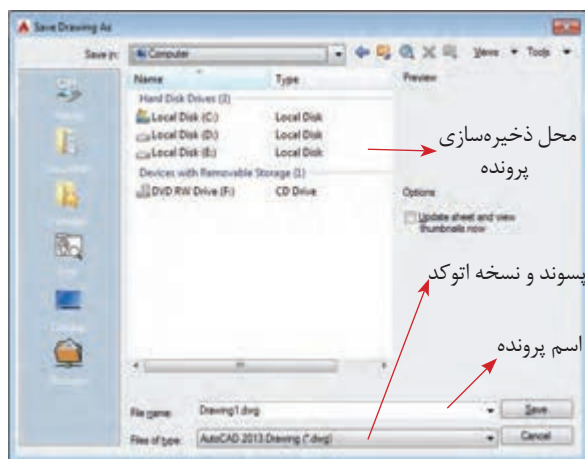 Save Drawing As
Save in: Computer Views Tools
Name Type Preview
Hard Disk Drives (3)
Local Disk (C:) Local Disk
Local Disk (D:) Local Disk
Local Disk (E:) Local Disk
محل ذخیره‌سازی
پرونده
Devices with Removable Storage (1)
DVD RW Drive (F:) CD Drive
Options
Update sheet and view
thumbnails now
پسوند و نسخه اتوکد
اسم پرونده
File name: Drawing1.dwg Save
Files of type: AutoCAD 2013 Drawing (*.dwg) Cancel